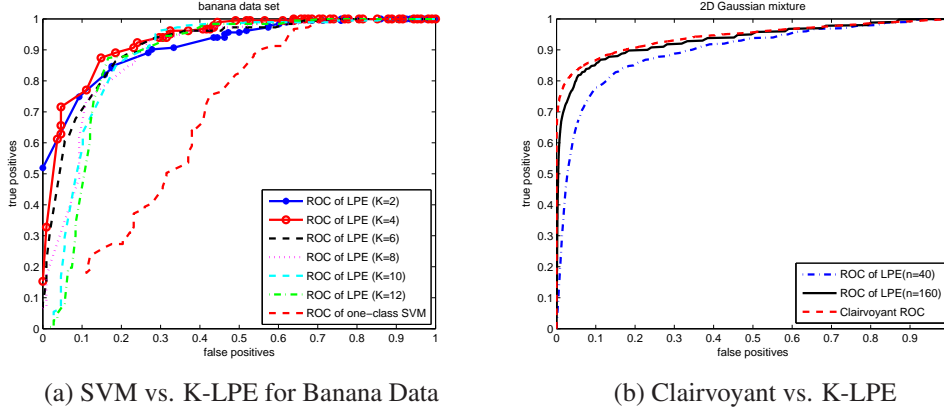 banana data set
1
0.9
0.8
0.7
0.6
0.5
0.4
0.3
0.2
0.1
0
true positives
0 0.1 0.2 0.3 0.4 0.5 0.6 0.7 0.8 0.9 1
false positives
ROC of LPE (K=2)
ROC of LPE (K=4)
ROC of LPE (K=6)
ROC of LPE (K=8)
ROC of LPE (K=10)
ROC of LPE (K=12)
ROC of one-class SVM
(a) SVM vs. K-LPE for Banana Data
2D Gaussian mixture
1
0.9
0.8
0.7
0.6
0.5
0.4
0.3
0.2
0.1
0
true positives
0 0.1 0.2 0.3 0.4 0.5 0.6 0.7 0.8 0.9
false positives
ROC of LPE(n=40)
ROC of LPE(n=160)
Clairvoyant ROC
(b) Clairvoyant vs. K-LPE